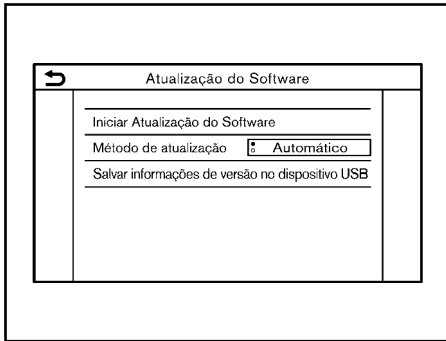 Atualização do Software
Iniciar Atualização do Software
Método de atualização Automático
Salvar informações de versão no dispositivo USB